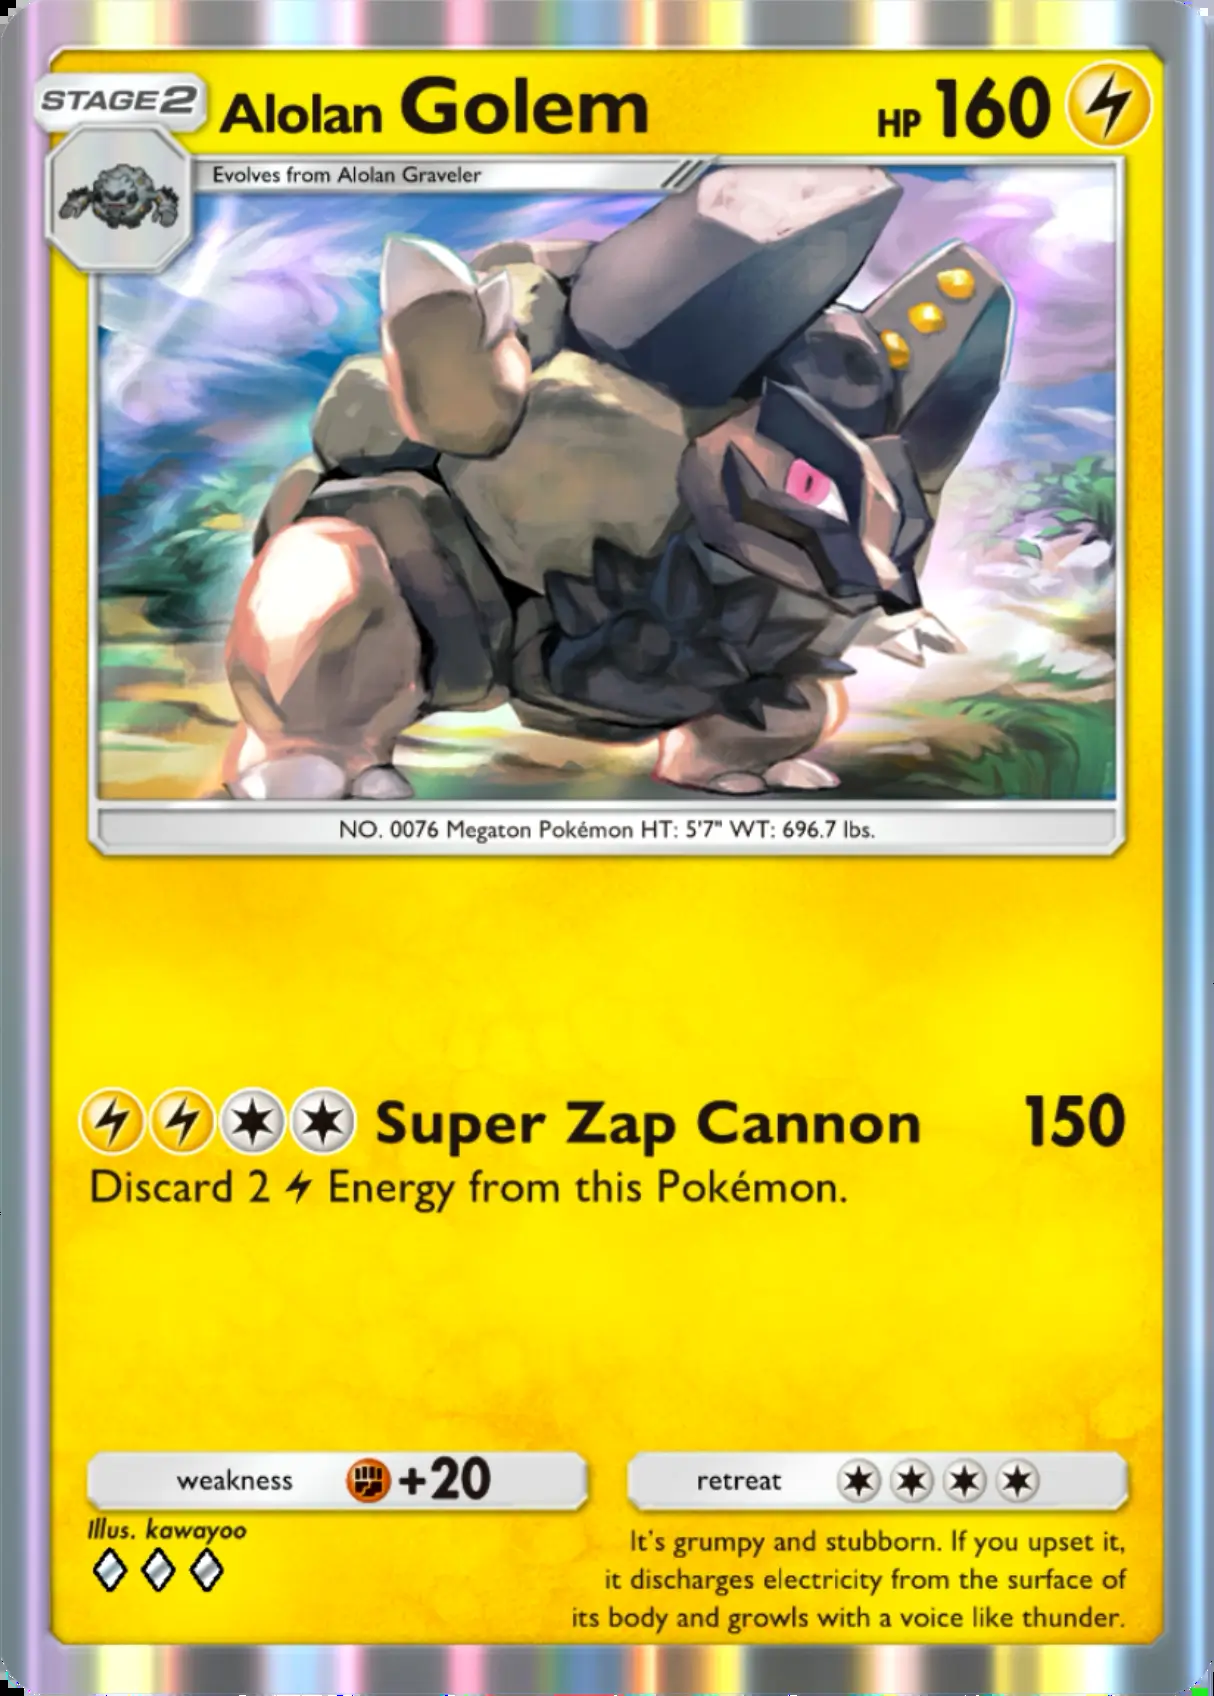 STAGE2 Alolan Golem HP 160
Evolves from Alolan Graveler
NO. 0076 Megaton Pokémon HT: 5'7" WT: 696.7 lbs.
Super Zap Cannon 150
Discard 2 Energy from this Pokémon.
weakness +20 retreat
Illus. kawayoo
It's grumpy and stubborn. If you upset it,
it discharges electricity from the surface of
its body and growls with a voice like thunder.